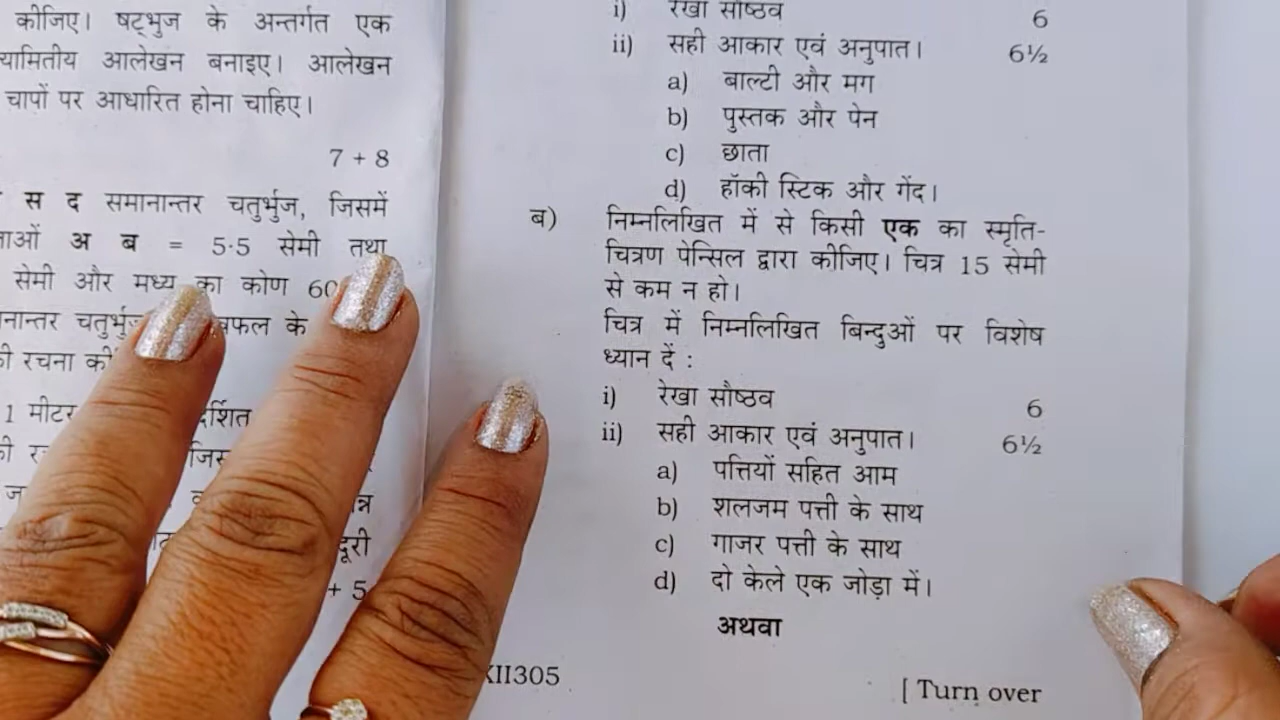 कीजिए। षट्भुज के अन्तर्गत एक
आलेखन बनाइए। आलेखन
चापों पर आधारित होना चाहिए।
7 + 8
स द समानान्तर चतुर्भुज, जिसमें
अ ब = 5·5 सेमी तथा
सेमी और मध्य का कोण
के
रचना
1 मीटर
+ 5
i) रेखा सौष्ठव 6
ii) सही आकार एवं अनुपात। 6½
a) बाल्टी और मग
b) पुस्तक और पेन
c) छाता
d) हॉकी स्टिक और गेंद।
ब) निम्नलिखित में से किसी एक का स्मृति-
चित्रण पेन्सिल द्वारा कीजिए। चित्र 15 सेमी
से कम न हो।
चित्र में निम्नलिखित बिन्दुओं पर विशेष
ध्यान दें :
i) रेखा सौष्ठव 6
ii) सही आकार एवं अनुपात। 6½
a) पत्तियों सहित आम
b) शलजम पत्ती के साथ
c) गाजर पत्ती के साथ
d) दो केले एक जोड़ा में।
अथवा
XII305 [ Turn over